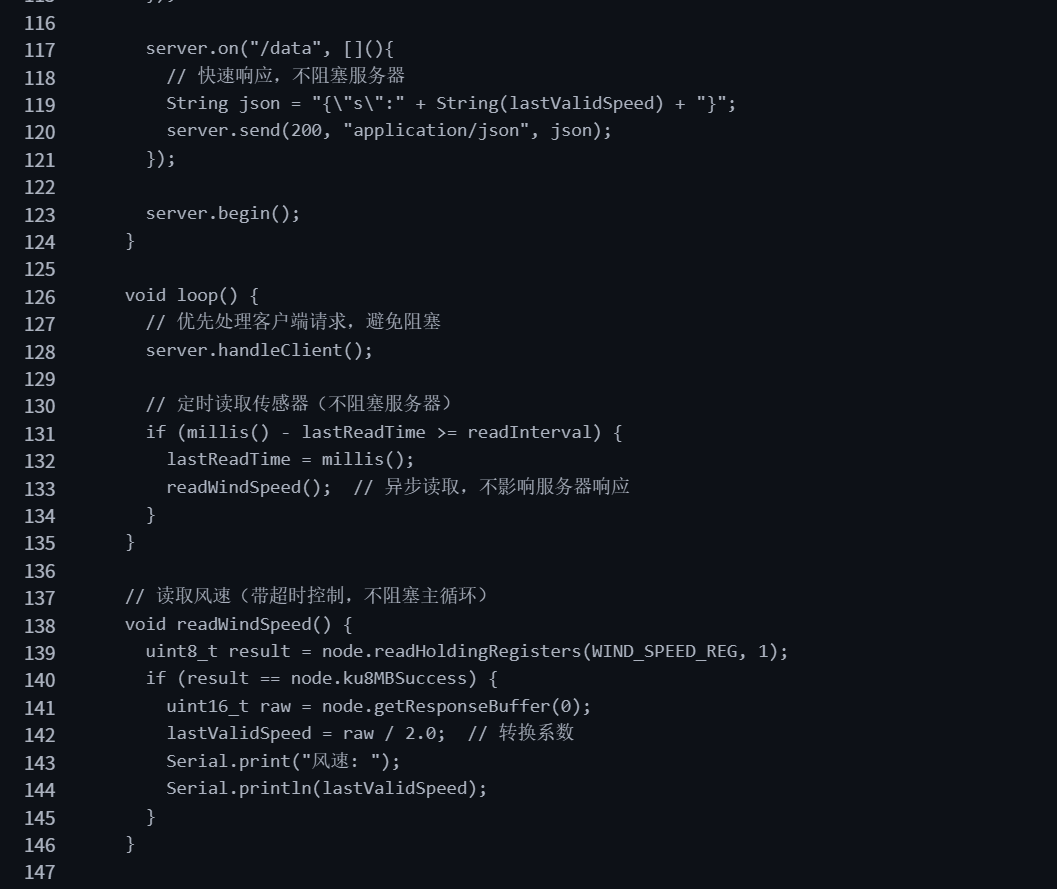 116
117 server.on("/data", [](){
118 // 快速响应，不阻塞服务器
119 String json = "{\"s\":" + String(lastValidSpeed) + "}";
120 server.send(200, "application/json", json);
121 });
122
123 server.begin();
124 }
125
126 void loop() {
127 // 优先处理客户端请求，避免阻塞
128 server.handleClient();
129
130 // 定时读取传感器（不阻塞服务器）
131 if (millis() - lastReadTime >= readInterval) {
132 lastReadTime = millis();
133 readWindSpeed();  // 异步读取，不影响服务器响应
134 }
135 }
136
137 // 读取风速（带超时控制，不阻塞主循环）
138 void readWindSpeed() {
139 uint8_t result = node.readHoldingRegisters(WIND_SPEED_REG, 1);
140 if (result == node.ku8MBSuccess) {
141 uint16_t raw = node.getResponseBuffer(0);
142 lastValidSpeed = raw / 2.0;  // 转换系数
143 Serial.print("风速: ");
144 Serial.println(lastValidSpeed);
145 }
146 }
147